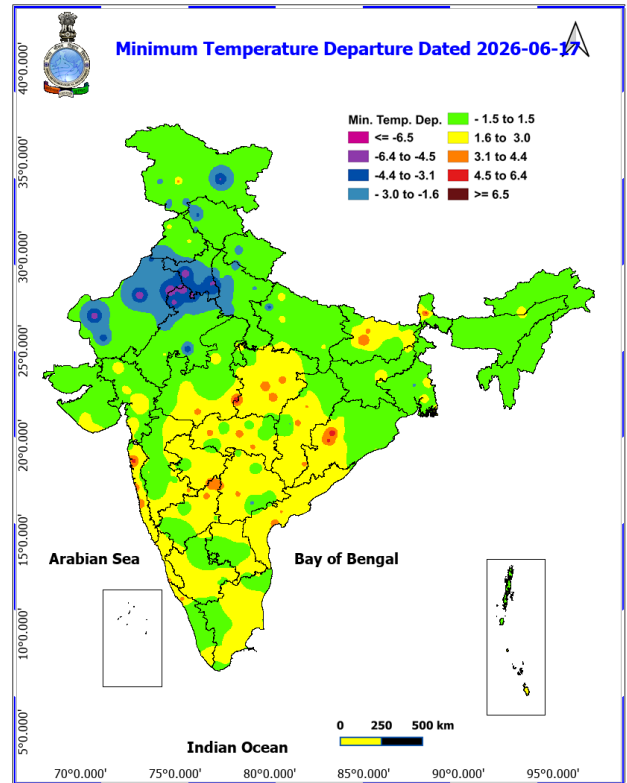 Minimum Temperature Departure Dated 2026-06-17
Min. Temp. Dep.
<= -6.5
-6.4 to -4.5
-4.4 to -3.1
- 3.0 to -1.6
- 1.5 to 1.5
1.6 to 3.0
3.1 to 4.4
4.5 to 6.4
>= 6.5
40°0.000'
35°0.000'
30°0.000'
25°0.000'
20°0.000'
15°0.000'
10°0.000'
5°0.000'
Arabian Sea
Bay of Bengal
0 250 500 km
Indian Ocean
70°0.000' 75°0.000' 80°0.000' 85°0.000' 90°0.000' 95°0.000'